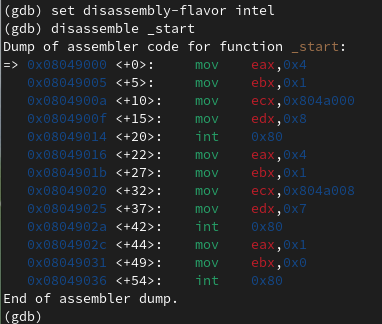 (gdb) set disassembly-flavor intel
(gdb) disassemble _start
Dump of assembler code for function _start:
=> 0x08049000 <+0>:     mov    eax,0x4
   0x08049005 <+5>:     mov    ebx,0x1
   0x0804900a <+10>:    mov    ecx,0x804a000
   0x0804900f <+15>:    mov    edx,0x8
   0x08049014 <+20>:    int    0x80
   0x08049016 <+22>:    mov    eax,0x4
   0x0804901b <+27>:    mov    ebx,0x1
   0x08049020 <+32>:    mov    ecx,0x804a008
   0x08049025 <+37>:    mov    edx,0x7
   0x0804902a <+42>:    int    0x80
   0x0804902c <+44>:    mov    eax,0x1
   0x08049031 <+49>:    mov    ebx,0x0
   0x08049036 <+54>:    int    0x80
End of assembler dump.
(gdb)